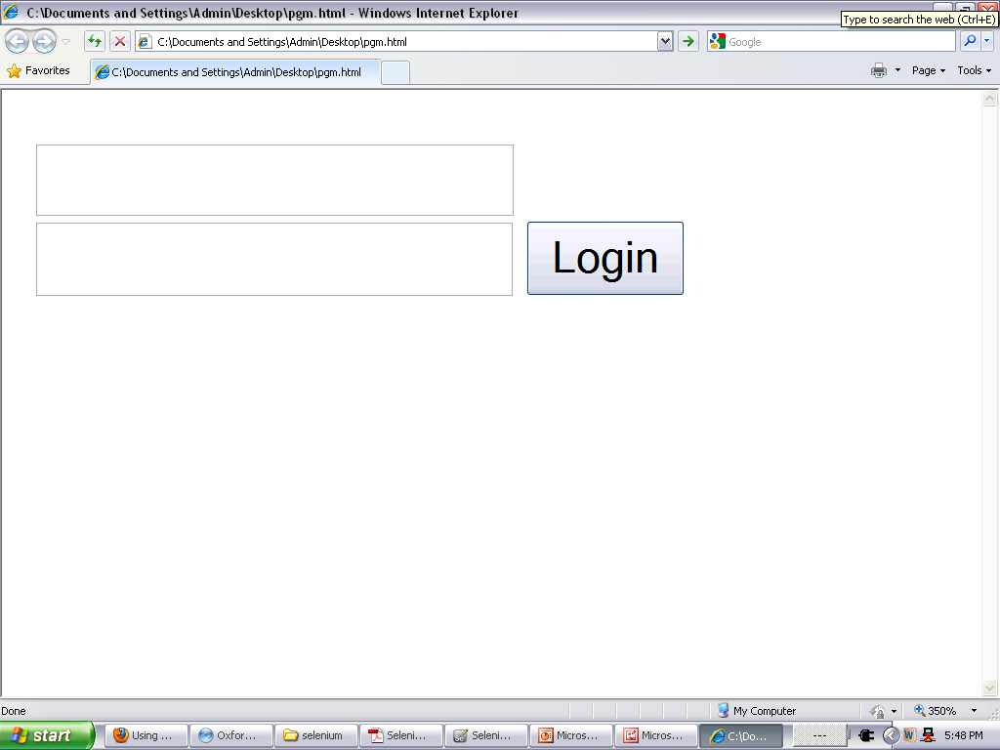 C:\Documents and Settings\Admin\Desktop\pgm.html - Windows Internet Explorer
Type to search the web (Ctrl+E)
C:\Documents and Settings\Admin\Desktop\pgm.html
Google
Favorites
C:\Documents and Settings\Admin\Desktop\pgm.html
Page
Tools
Login
Done
My Computer
350%
start
Using ...
Oxfor...
selenium
Seleni...
Seleni...
Micros...
Micros...
C:\Do...
---
W
5:48 PM